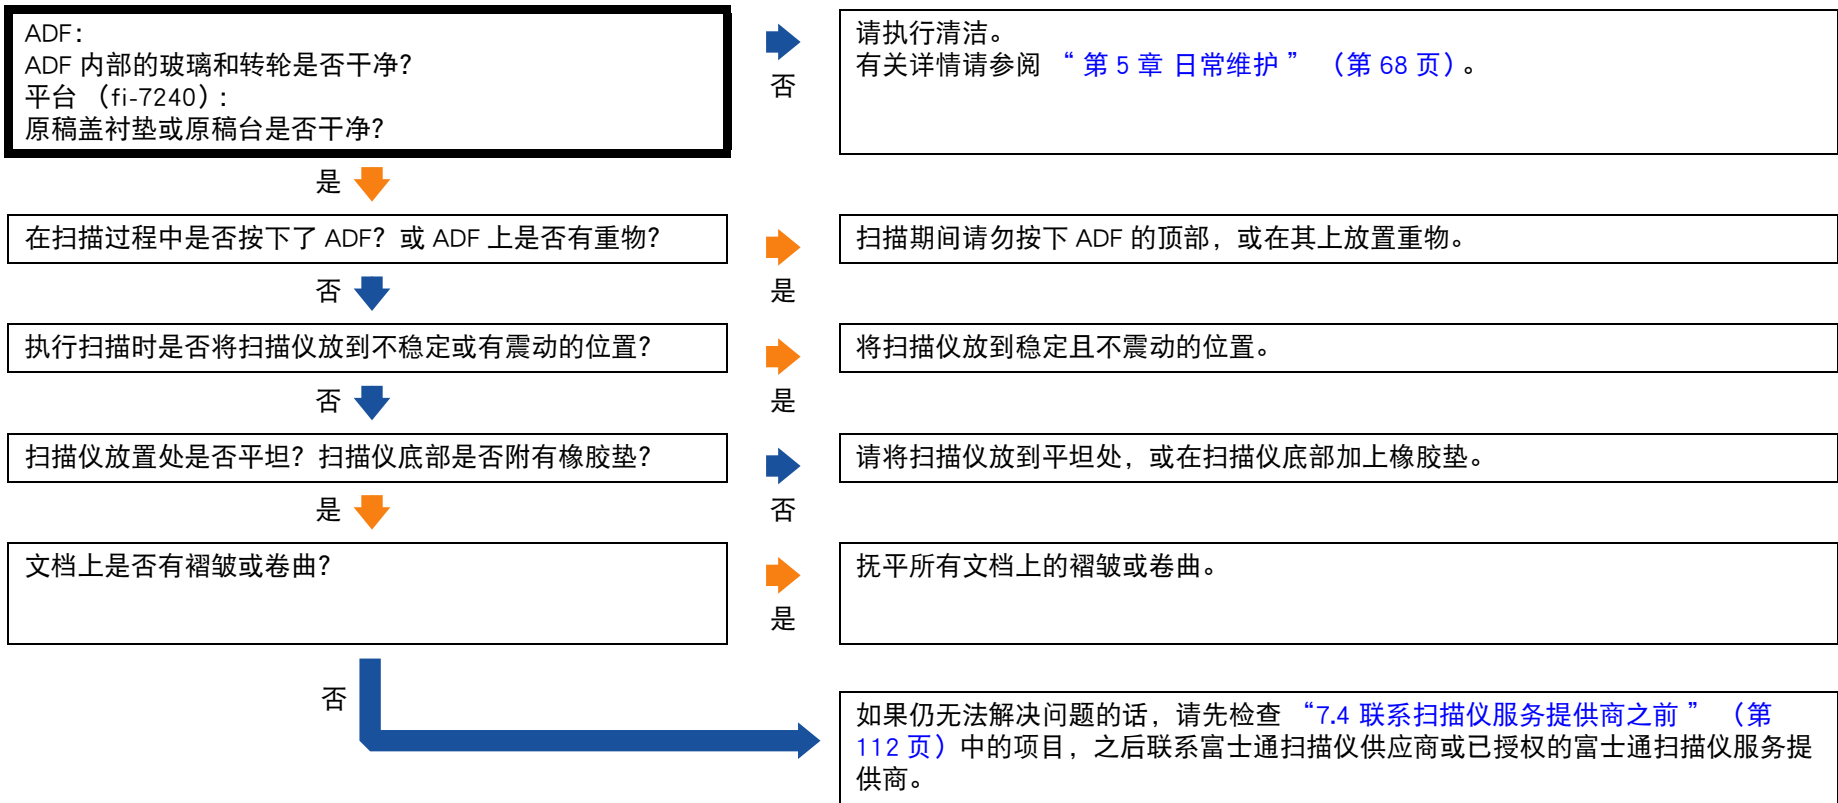 ADF：
ADF 内部的玻璃和转轮是否干净？
平台 （fi-7240）：
原稿盖衬垫或原稿台是否干净？
否
请执行清洁。
有关详情请参阅 “ 第 5 章 日常维护 ” （第 68 页）。
是
在扫描过程中是否按下了 ADF？或 ADF 上是否有重物？
是
扫描期间请勿按下 ADF 的顶部，或在其上放置重物。
否
执行扫描时是否将扫描仪放到不稳定或有震动的位置？
是
将扫描仪放到稳定且不震动的位置。
否
扫描仪放置处是否平坦？扫描仪底部是否附有橡胶垫？
否
请将扫描仪放到平坦处，或在扫描仪底部加上橡胶垫。
是
文档上是否有褶皱或卷曲？
是
抚平所有文档上的褶皱或卷曲。
否
如果仍无法解决问题的话，请先检查 “7.4 联系扫描仪服务提供商之前 ” （第
112 页）中的项目，之后联系富士通扫描仪供应商或已授权的富士通扫描仪服务提
供商。